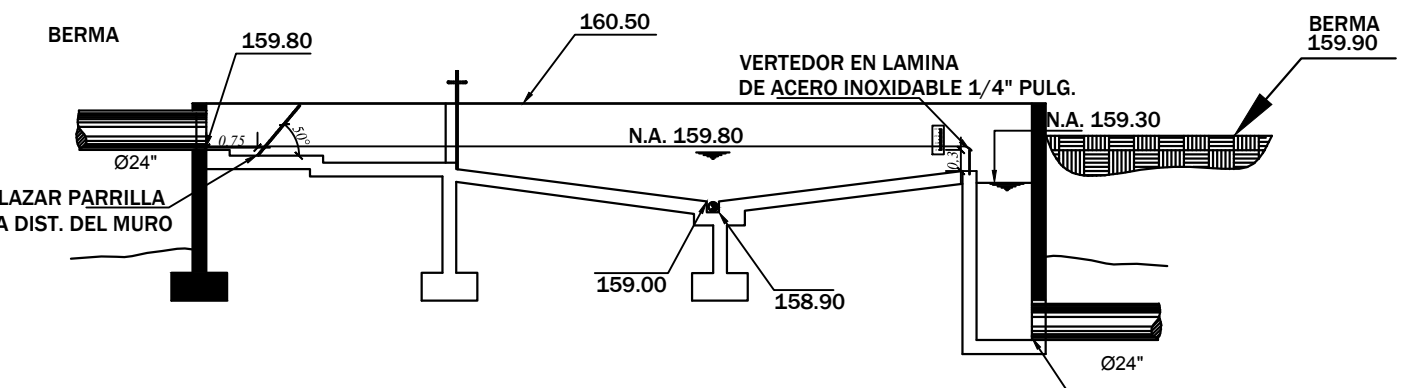 BERMA
159.80
160.50
BERMA
159.90
VERTEDOR EN LAMINA
DE ACERO INOXIDABLE 1/4" PULG.
N.A. 159.30
0.75
50°
N.A. 159.80
0.3
Ø24"
LAZAR PARRILLA
A DIST. DEL MURO
159.00
158.90
Ø24"